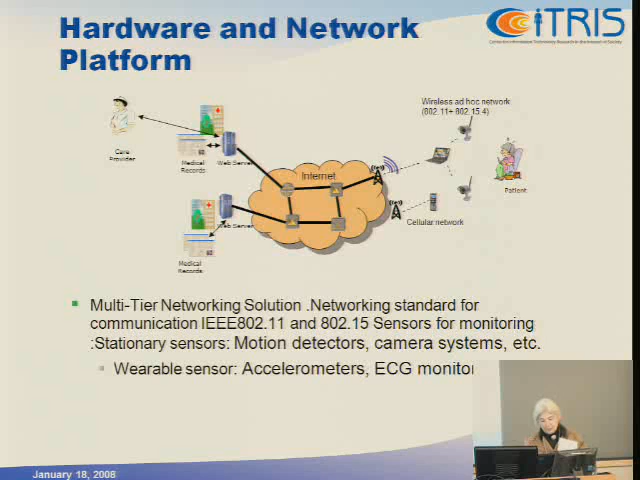 Hardware and Network
Platform
CiTRIS
Wireless ad hoc network
(802.11+ 802.15.4)
Care
Provider
Medical
Records
Web Server
Internet
Patient
Web Server
Cellular network
Medical
Records
Multi-Tier Networking Solution .Networking standard for
communication IEEE802.11 and 802.15 Sensors for monitoring
:Stationary sensors: Motion detectors, camera systems, etc.
Wearable sensor: Accelerometers, ECG monitor
January 18, 2008